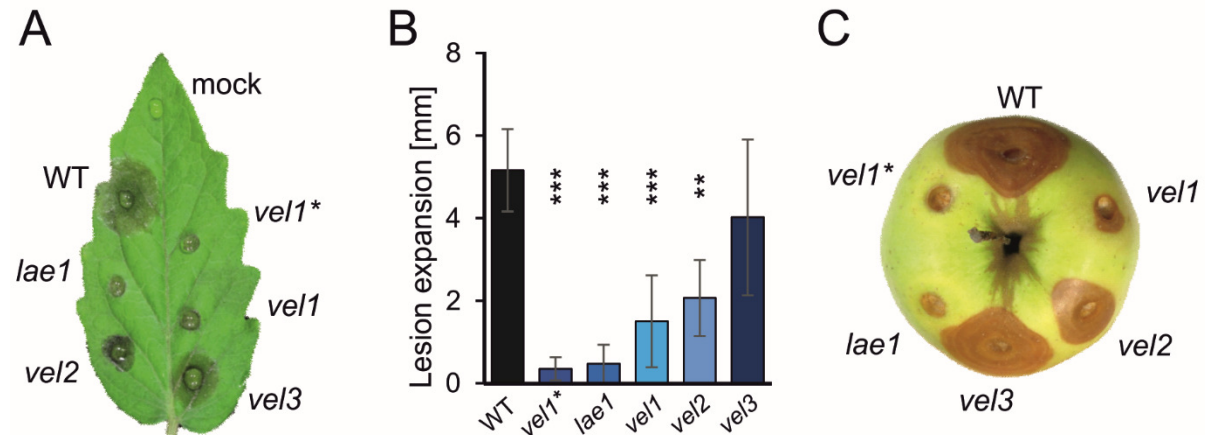 A
mock
WT
vel1*
lae1
vel1
vel2
vel3
B
Lesion expansion [mm]
8
6
4
2
0
***
***
***
**
WT
vel1*
lae1
vel1
vel2
vel3
C
WT
vel1*
vel1
lae1
vel2
vel3